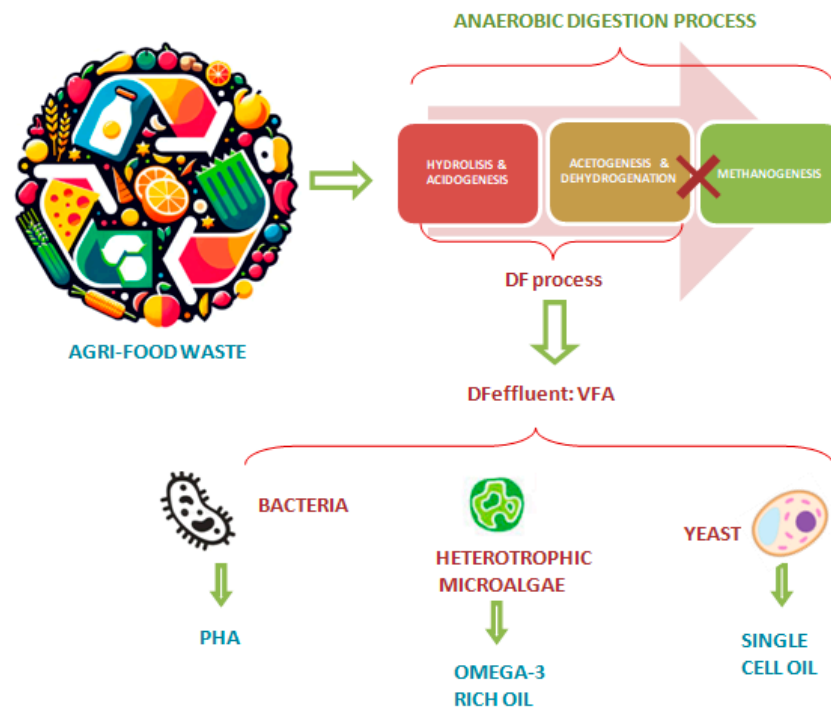 ANAEROBIC DIGESTION PROCESS
HYDROLISIS &
ACIDOGENESIS
ACETOGENESIS &
DEHYDROGENATION
METHANOGENESIS
DF process
AGRI-FOOD WASTE
DFeffluent: VFA
BACTERIA
HETEROTROPHIC
MICROALGAE
YEAST
PHA
OMEGA-3
RICH OIL
SINGLE
CELL OIL